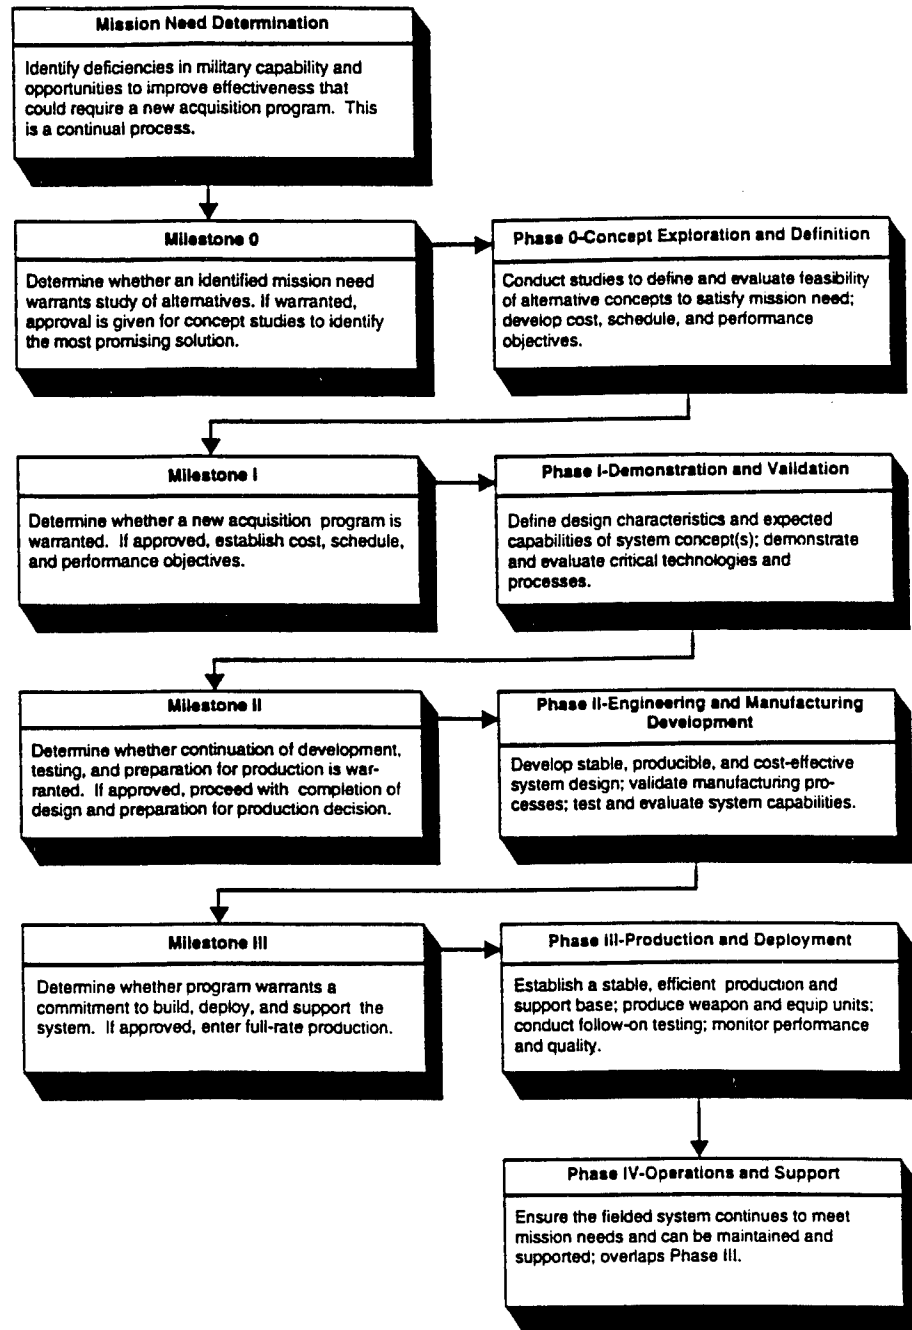 Mission Need Determination
Identify deficiencies in military capability and
opportunities to improve effectiveness that
could require a new acquisition program. This
is a continual process.
Milestone 0
Determine whether an identified mission need
warrants study of alternatives. If warranted,
approval is given for concept studies to identify
the most promising solution.
Phase 0-Concept Exploration and Definition
Conduct studies to define and evaluate feasibility
of alternative concepts to satisfy mission need;
develop cost, schedule, and performance
objectives.
Milestone I
Determine whether a new acquisition program is
warranted. If approved, establish cost, schedule,
and performance objectives.
Phase I-Demonstration and Validation
Define design characteristics and expected
capabilities of system concept(s); demonstrate
and evaluate critical technologies and
processes.
Milestone II
Determine whether continuation of development,
testing, and preparation for production is war-
ranted. If approved, proceed with completion of
design and preparation for production decision.
Phase II-Engineering and Manufacturing
Development
Develop stable, producible, and cost-effective
system design; validate manufacturing pro-
cesses; test and evaluate system capabilities.
Milestone III
Determine whether program warrants a
commitment to build, deploy, and support the
system. If approved, enter full-rate production.
Phase III-Production and Deployment
Establish a stable, efficient production and
support base; produce weapon and equip units;
conduct follow-on testing; monitor performance
and quality.
Phase IV-Operations and Support
Ensure the fielded system continues to meet
mission needs and can be maintained and
supported; overlaps Phase III.